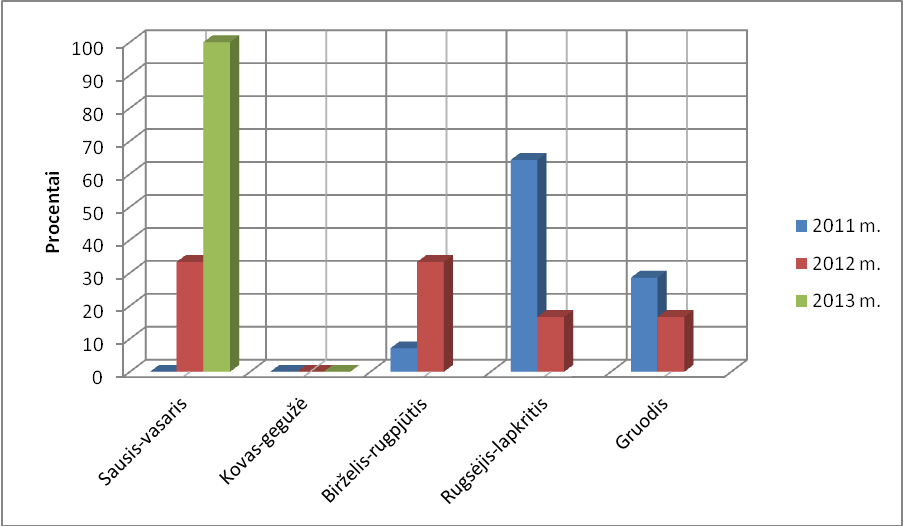 Procentai
100
90
80
70
60
50
40
30
20
10
0
Sausis-vasaris
Kovas-gegužė
Birželis-rugpjūtis
Rugsėjis-lapkritis
Gruodis
2011 m.
2012 m.
2013 m.